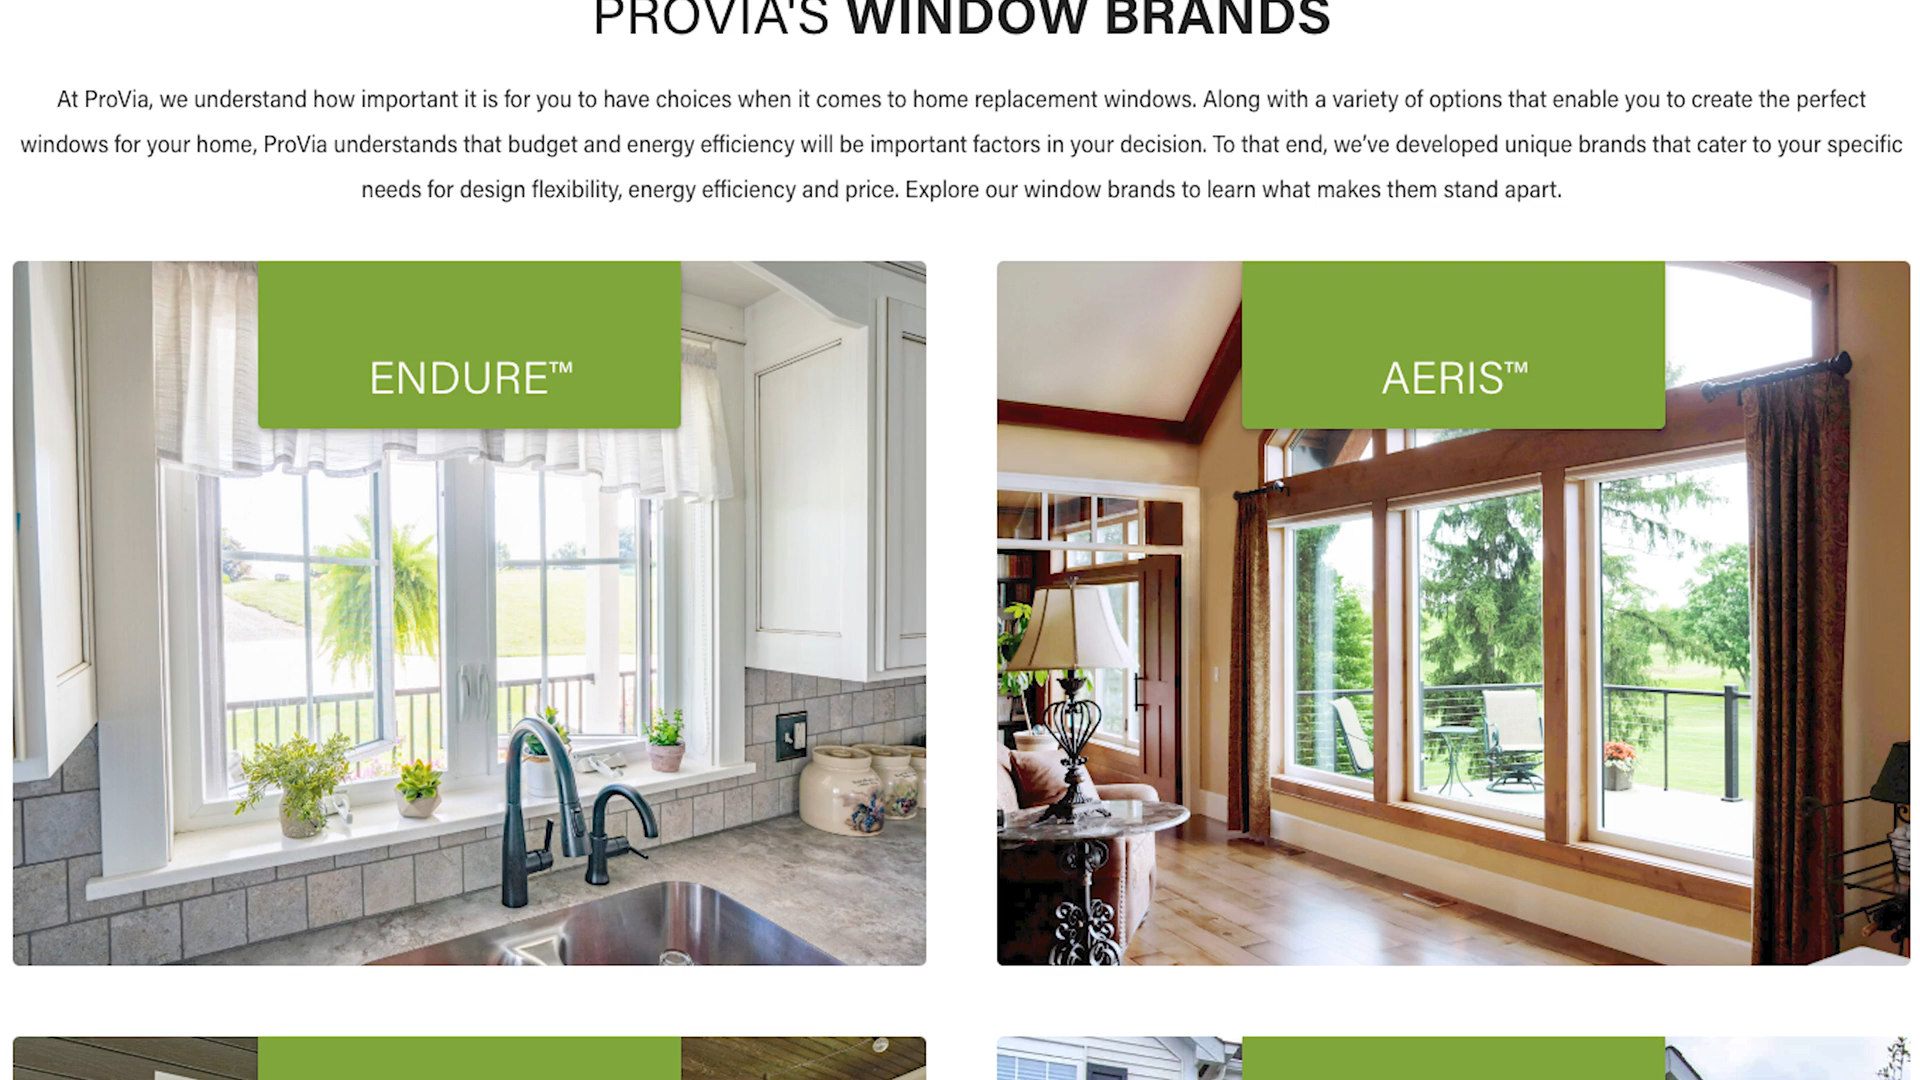 PROVIA'S WINDOW BRANDS
At ProVia, we understand how important it is for you to have choices when it comes to home replacement windows. Along with a variety of options that enable you to create the perfect
windows for your home, ProVia understands that budget and energy efficiency will be important factors in your decision. To that end, we’ve developed unique brands that cater to your specific
needs for design flexibility, energy efficiency and price. Explore our window brands to learn what makes them stand apart.
ENDURE™
AERIS™